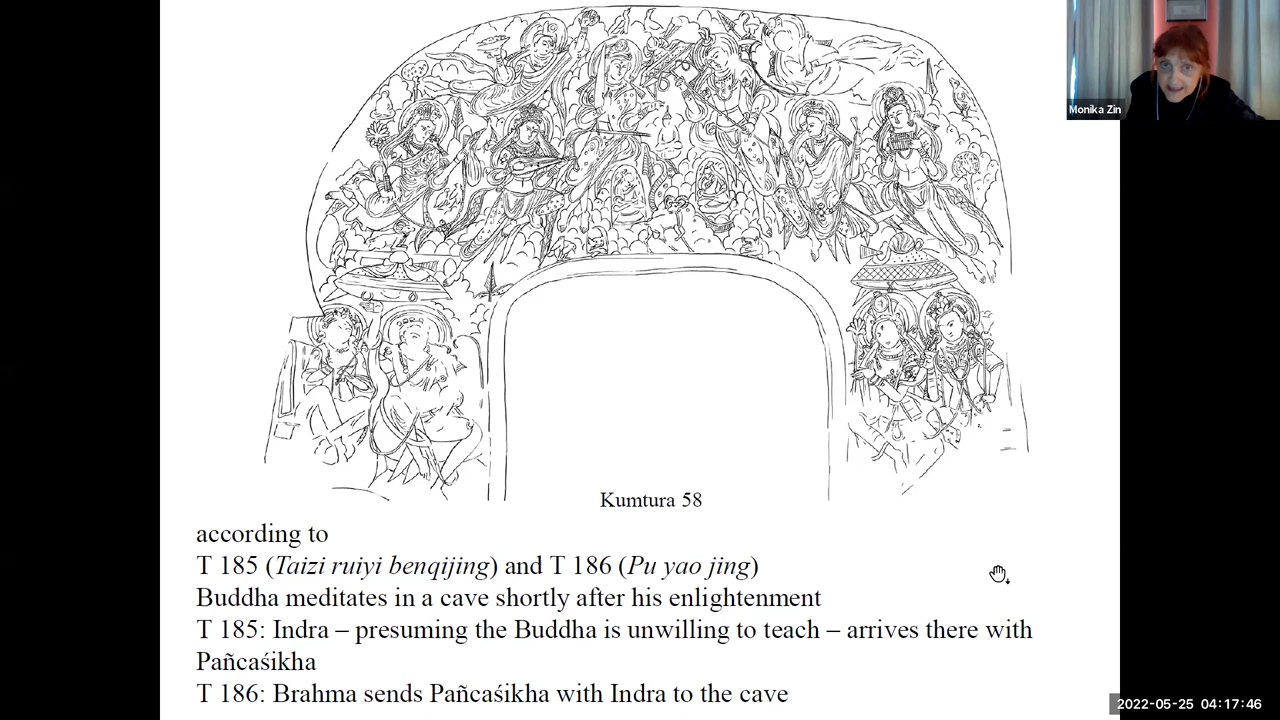 Monika Zin
Kumtura 58
according to
T 185 (Taizi ruiyi benqijing) and T 186 (Pu yao jing)
Buddha meditates in a cave shortly after his enlightenment
T 185: Indra – presuming the Buddha is unwilling to teach – arrives there with
Pañcaśikha
T 186: Brahma sends Pañcaśikha with Indra to the cave
2022-05-25 04:17:46